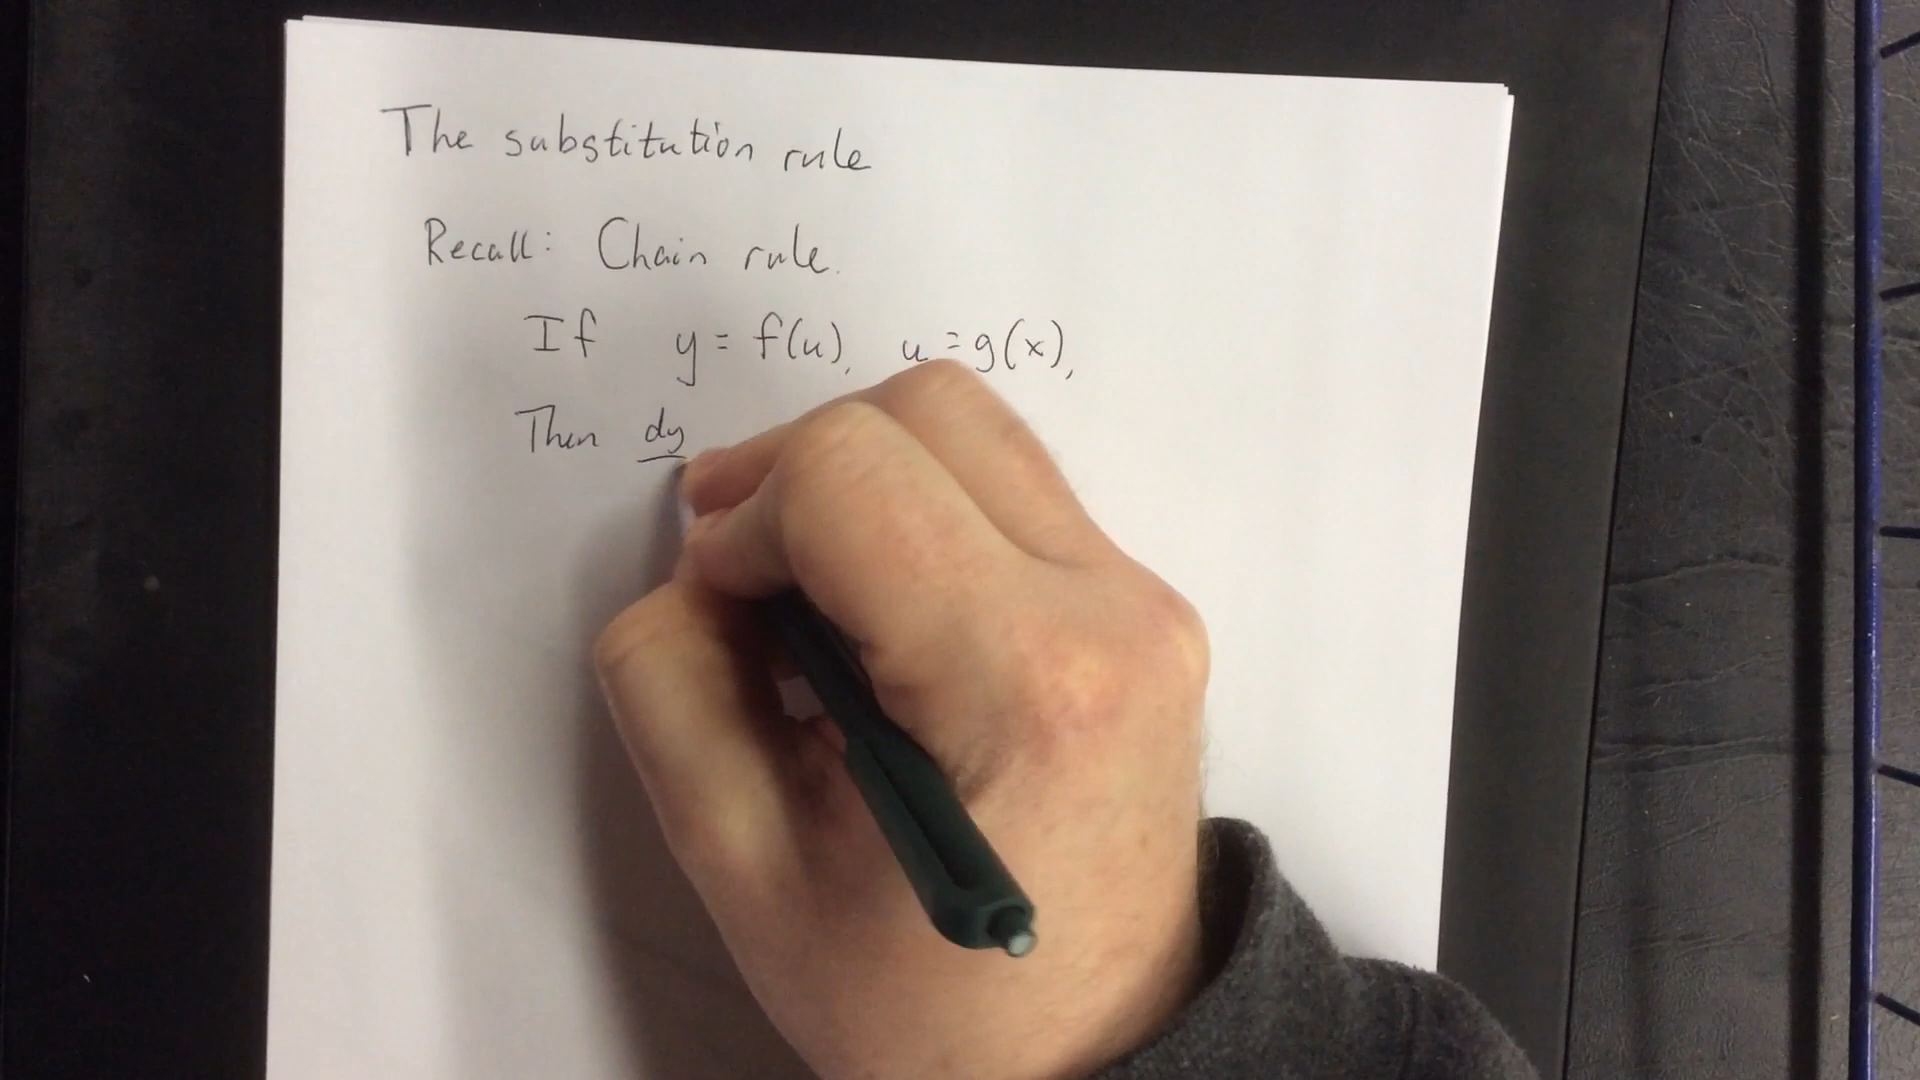 The substitution rule
Recall: Chain rule.
If y = f(u), u = g(x),
Then dy